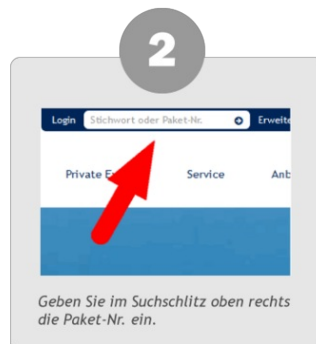 2
Login Stichwort oder Paket-Nr. Erweite
Private E Service Anb
Geben Sie im Suchschlitz oben rechts
die Paket-Nr. ein.